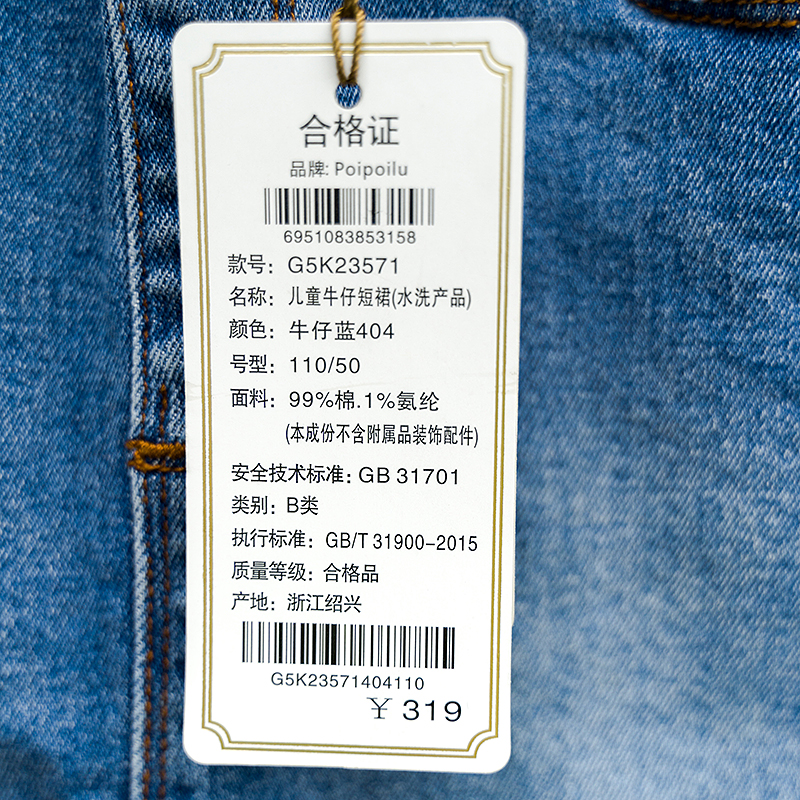 合格证
品牌: Poipoilu
6951083853158
款号: G5K23571
名称: 儿童牛仔短裙(水洗产品)
颜色: 牛仔蓝404
号型: 110/50
面料: 99%棉.1%氨纶
(本成份不含附属品装饰配件)
安全技术标准: GB 31701
类别: B类
执行标准: GB/T 31900-2015
质量等级: 合格品
产地: 浙江绍兴
G5K23571404110
¥ 319